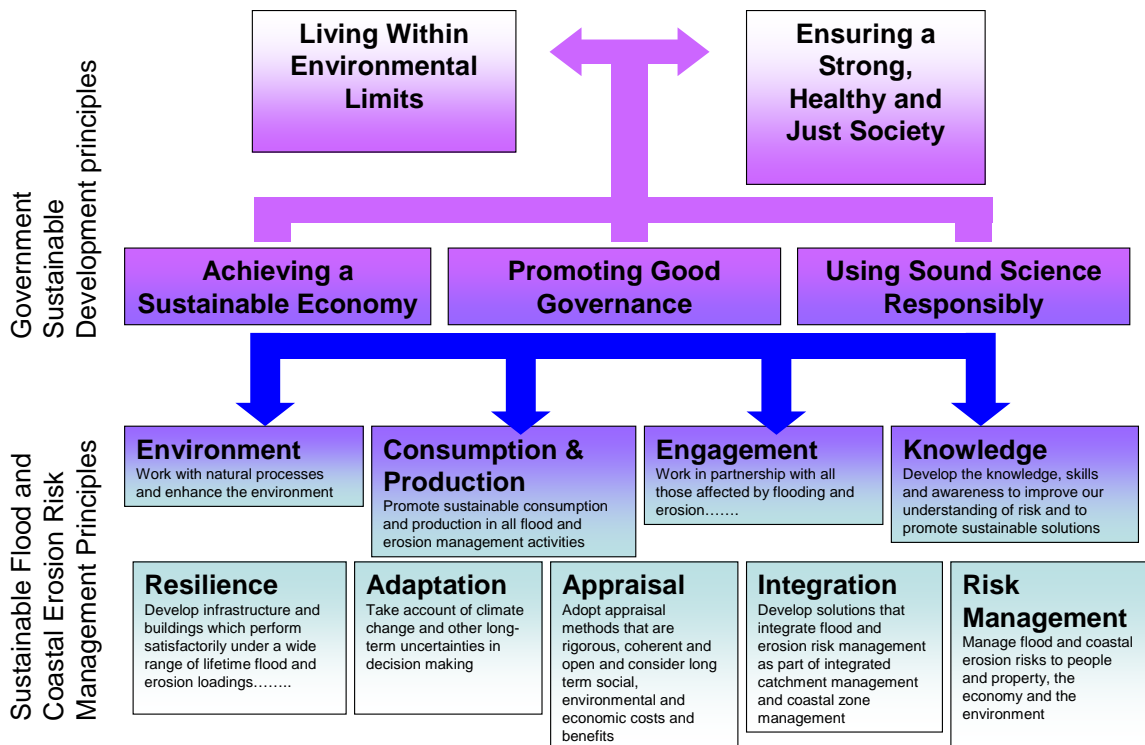 Government
Sustainable
Development principles
Living Within
Environmental
Limits
Ensuring a
Strong,
Healthy and
Just Society
Achieving a
Sustainable Economy
Promoting Good
Governance
Using Sound Science
Responsibly
Sustainable Flood and
Coastal Erosion Risk
Management Principles
Environment
Work with natural processes
and enhance the environment
Consumption &
Production
Promote sustainable consumption
and production in all flood and
erosion management activities
Engagement
Work in partnership with all
those affected by flooding and
erosion…….
Knowledge
Develop the knowledge, skills
and awareness to improve our
understanding of risk and to
promote sustainable solutions
Resilience
Develop infrastructure and
buildings which perform
satisfactorily under a wide
range of lifetime flood and
erosion loadings……..
Adaptation
Take account of climate
change and other long-
term uncertainties in
decision making
Appraisal
Adopt appraisal
methods that are
rigorous, coherent and
open and consider long
term social,
environmental and
economic costs and
benefits
Integration
Develop solutions that
integrate flood and
erosion risk management
as part of integrated
catchment management
and coastal zone
management
Risk
Management
Manage flood and coastal
erosion risks to people
and property, the
economy and the
environment